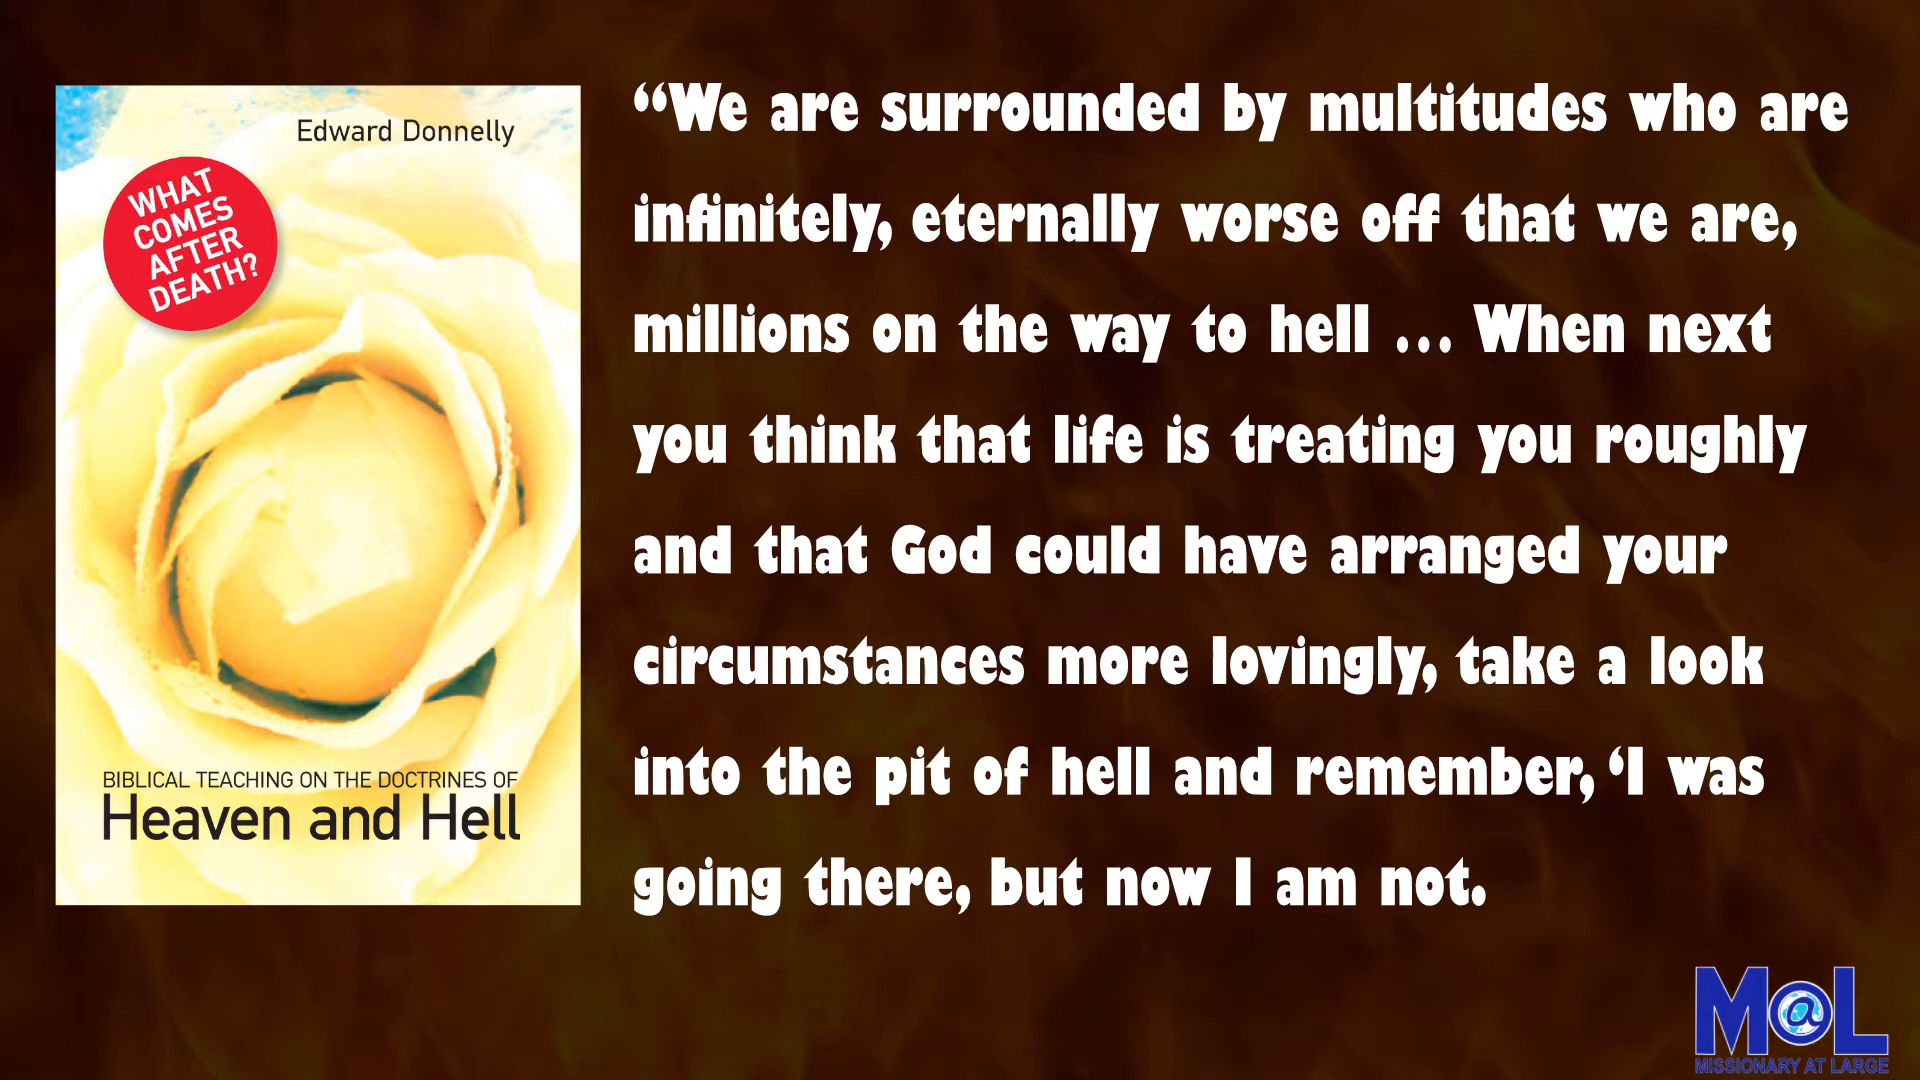 Edward Donnelly
WHAT
COMES
AFTER
DEATH?
BIBLICAL TEACHING ON THE DOCTRINES OF
Heaven and Hell
“We are surrounded by multitudes who are
infinitely, eternally worse off that we are,
millions on the way to hell … When next
you think that life is treating you roughly
and that God could have arranged your
circumstances more lovingly, take a look
into the pit of hell and remember, ‘I was
going there, but now I am not.
M@L
MISSIONARY AT LARGE